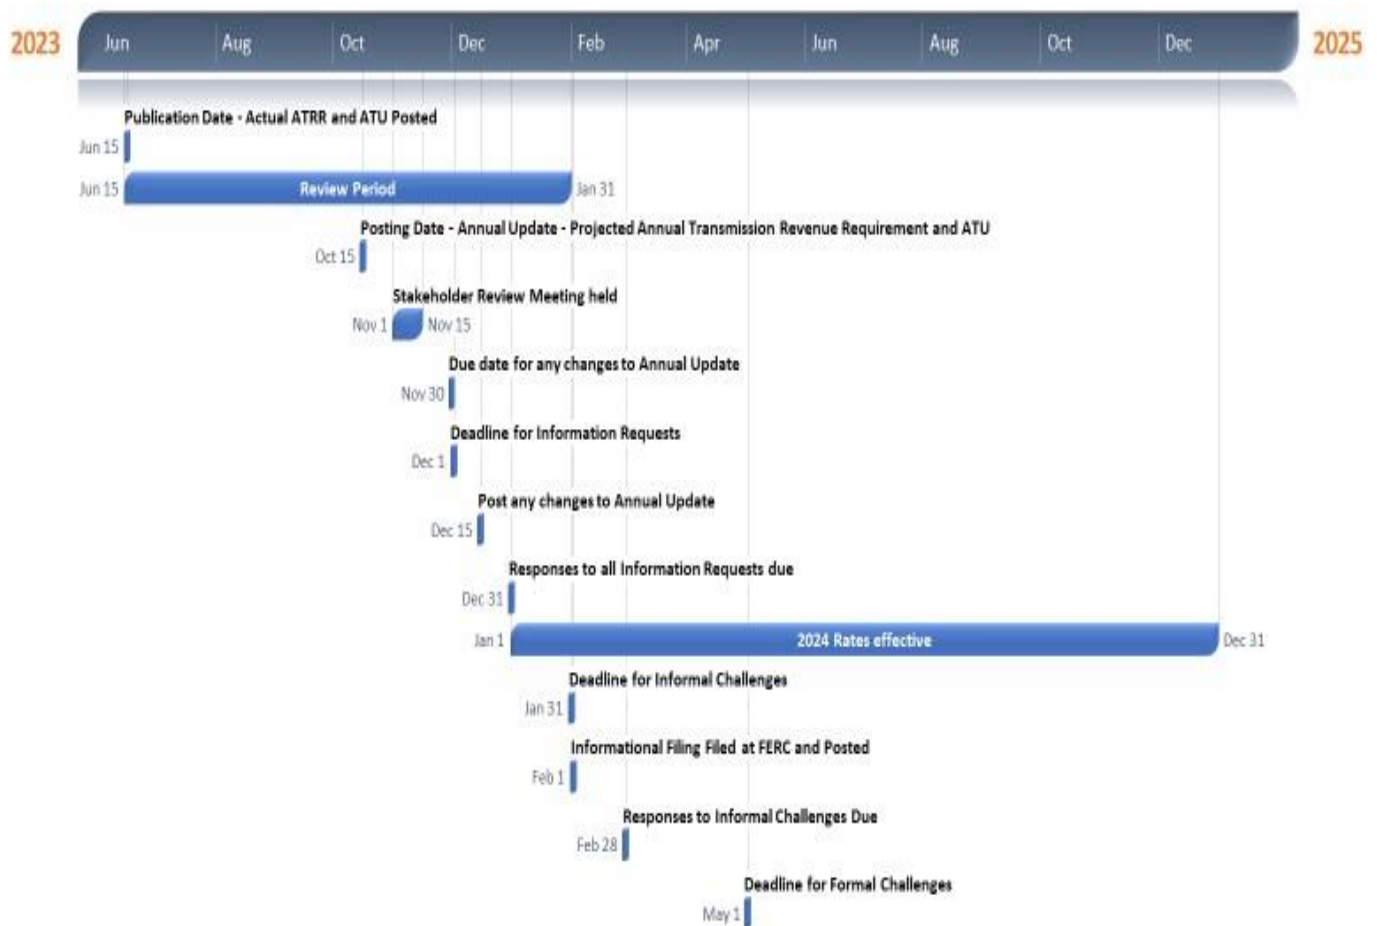 2023 Jun Aug Oct Dec Feb Apr Jun Aug Oct Dec 2025
Publication Date - Actual ATRR and ATU Posted
Jun 15
Jun 15 Review Period Jan 31
Posting Date - Annual Update - Projected Annual Transmission Revenue Requirement and ATU
Oct 15
Stakeholder Review Meeting held
Nov 1 Nov 15
Due date for any changes to Annual Update
Nov 30
Deadline for Information Requests
Dec 1
Post any changes to Annual Update
Dec 15
Responses to all Information Requests due
Dec 31
Jan 1 2024 Rates effective Dec 31
Deadline for Informal Challenges
Jan 31
Informational Filing Filed at FERC and Posted
Feb 1
Responses to Informal Challenges Due
Feb 28
Deadline for Formal Challenges
May 1